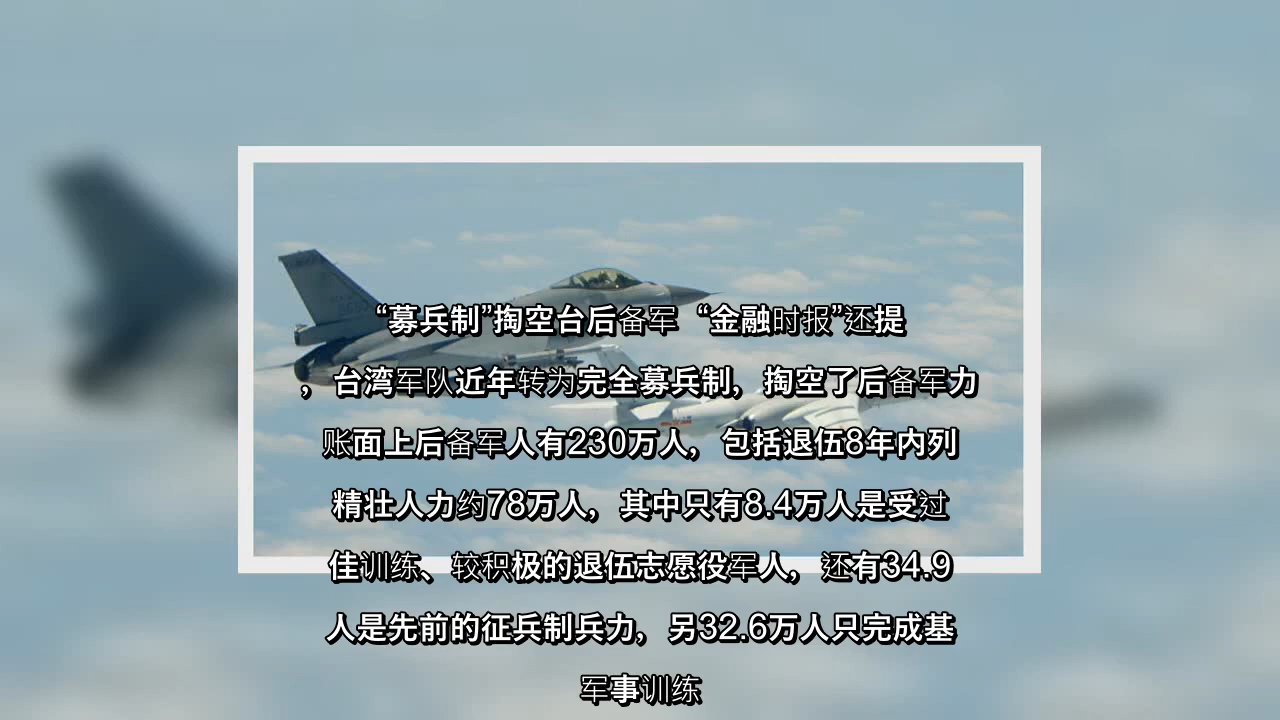 “募兵制”掏空台后备军 “金融时报”还提
，台湾军队近年转为完全募兵制，掏空了后备军力
账面上后备军人有230万人，包括退伍8年内列
精壮人力约78万人，其中只有8.4万人是受过
佳训练、较积极的退伍志愿役军人，还有34.9
人是先前的征兵制兵力，另32.6万人只完成基
军事训练